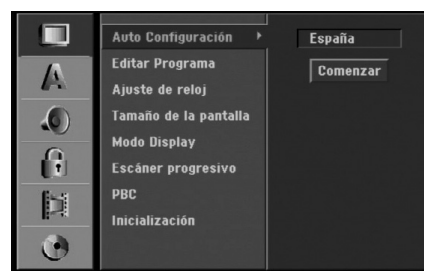 Auto Configuración
España
Editar Programa
Comenzar
Ajuste de reloj
Tamaño de la pantalla
Modo Display
Escáner progresivo
PBC
Inicialización
A